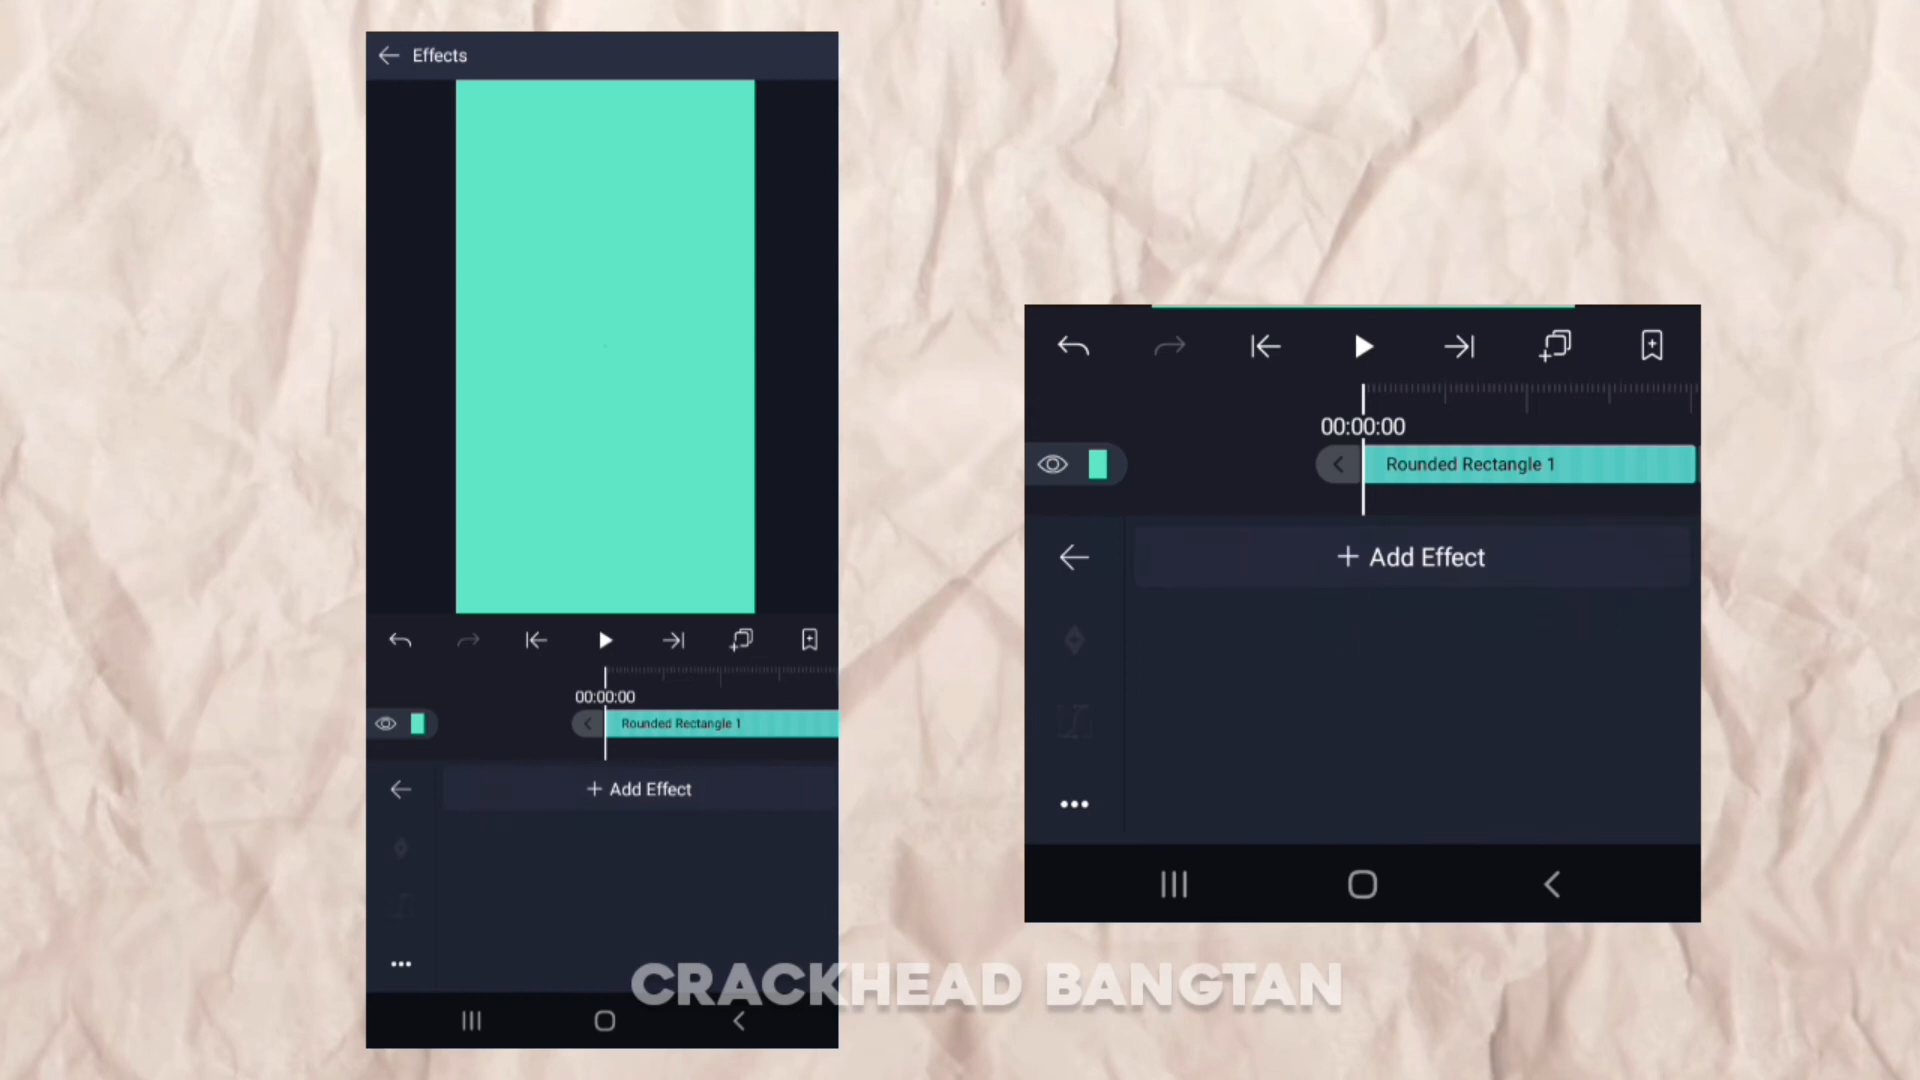 Effects
00:00:00
Rounded Rectangle 1
+ Add Effect
00:00:00
Rounded Rectangle 1
+ Add Effect
CRACKHEAD BANGTAN